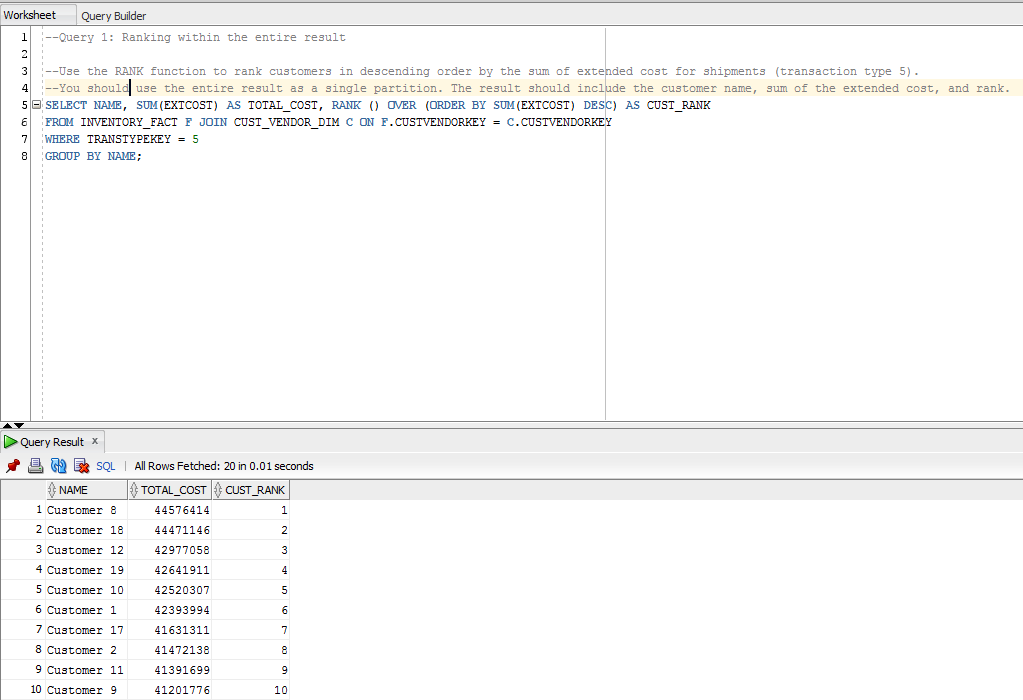 Worksheet Query Builder
1 --Query 1: Ranking within the entire result
2
3 --Use the RANK function to rank customers in descending order by the sum of extended cost for shipments (transaction type 5).
4 --You should use the entire result as a single partition. The result should include the customer name, sum of the extended cost, and rank.
5 SELECT NAME, SUM(EXTCOST) AS TOTAL_COST, RANK () OVER (ORDER BY SUM(EXTCOST) DESC) AS CUST_RANK
6 FROM INVENTORY_FACT F JOIN CUST_VENDOR_DIM C ON F.CUSTVENDORKEY = C.CUSTVENDORKEY
7 WHERE TRANSTYPEKEY = 5
8 GROUP BY NAME;
Query Result x
SQL | All Rows Fetched: 20 in 0.01 seconds
NAME TOTAL_COST CUST_RANK
1 Customer 8 44576414 1
2 Customer 18 44471146 2
3 Customer 12 42977058 3
4 Customer 19 42641911 4
5 Customer 10 42520307 5
6 Customer 1 42393994 6
7 Customer 17 41631311 7
8 Customer 2 41472138 8
9 Customer 11 41391699 9
10 Customer 9 41201776 10